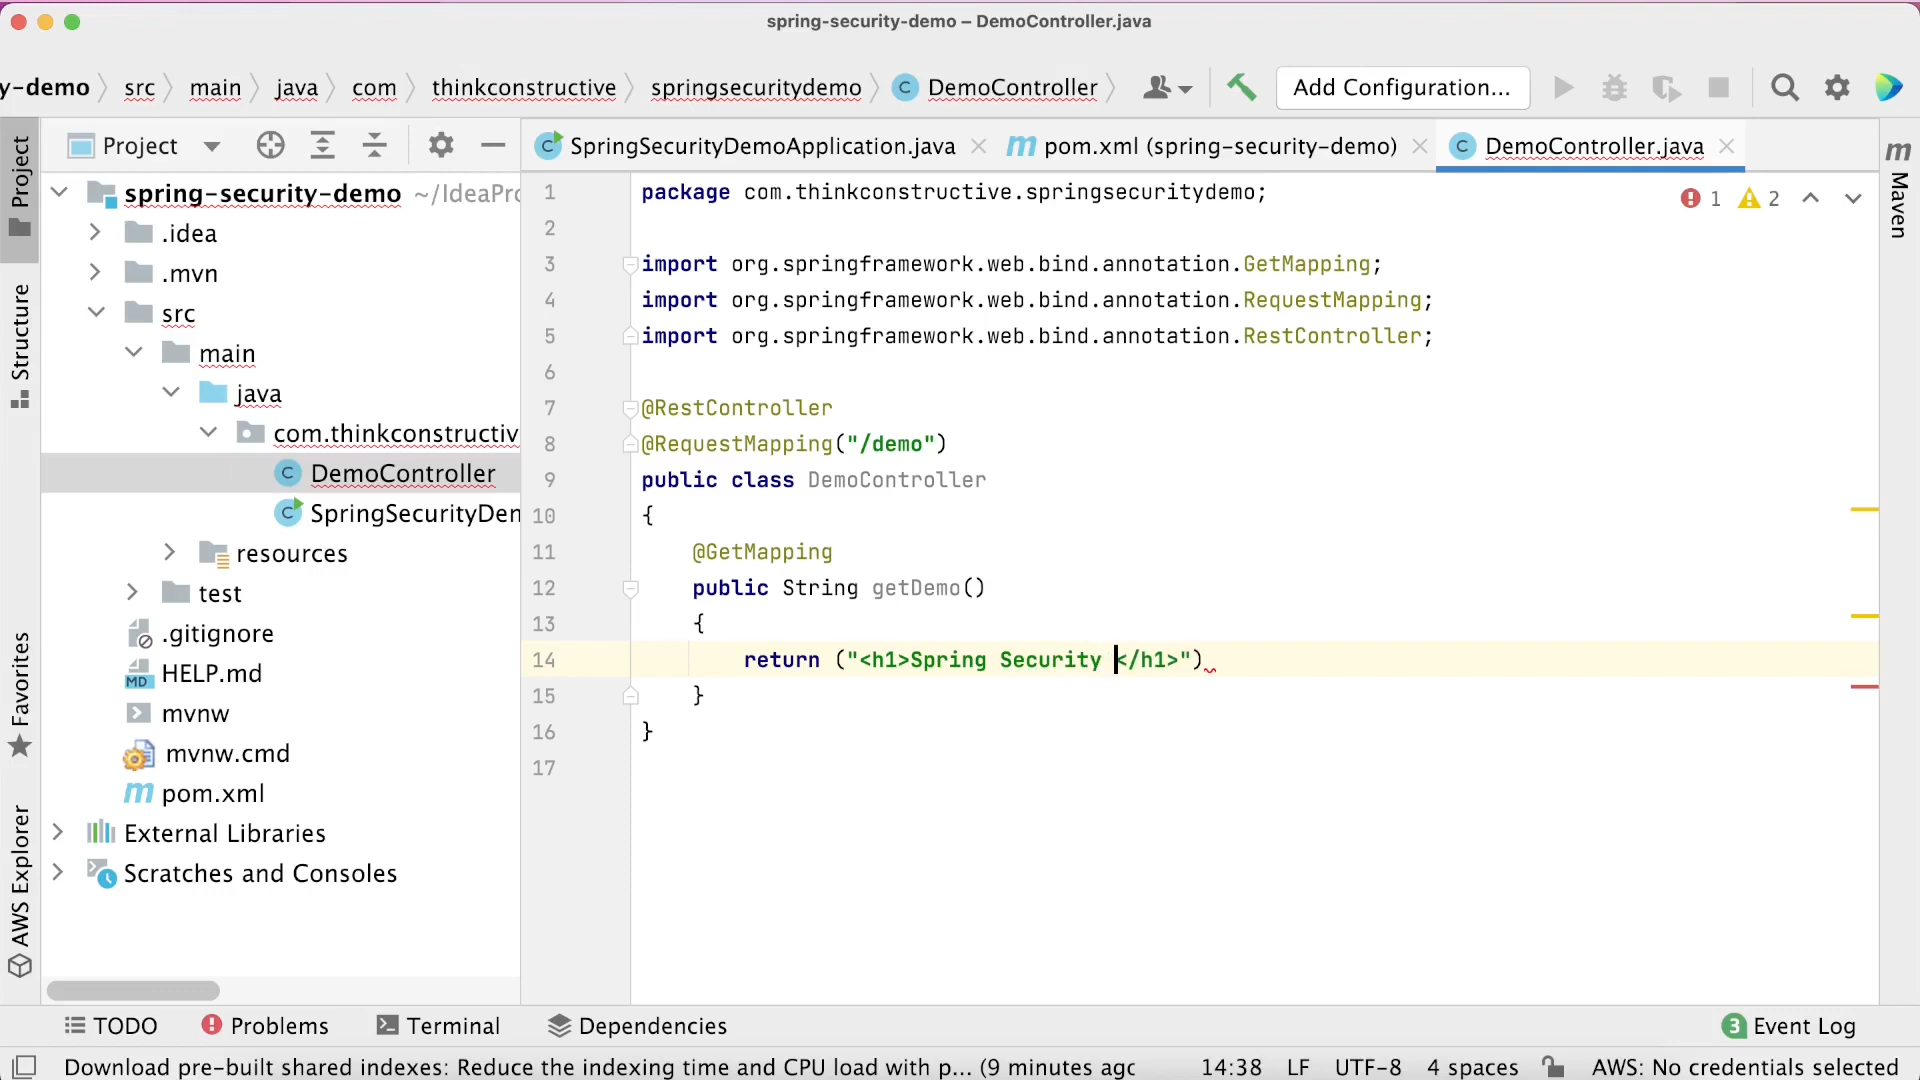 spring-security-demo – DemoController.java
y-demo src main java com thinkconstructive springsecuritydemo C DemoController Add Configuration...
Project
SpringSecurityDemoApplication.java
pom.xml (spring-security-demo)
DemoController.java
Project
Structure
Favorites
AWS Explorer
Maven
spring-security-demo ~/IdeaPro
.idea
.mvn
src
main
java
com.thinkconstructiv
DemoController
SpringSecurityDem
resources
test
.gitignore
HELP.md
mvnw
mvnw.cmd
pom.xml
External Libraries
Scratches and Consoles
1 2
1 package com.thinkconstructive.springsecuritydemo;
2
3 import org.springframework.web.bind.annotation.GetMapping;
4 import org.springframework.web.bind.annotation.RequestMapping;
5 import org.springframework.web.bind.annotation.RestController;
6
7 @RestController
8 @RequestMapping("/demo")
9 public class DemoController
10 {
11 @GetMapping
12 public String getDemo()
13 {
14 return ("<h1>Spring Security </h1>")
15 }
16 }
17
TODO Problems Terminal Dependencies 3 Event Log
Download pre-built shared indexes: Reduce the indexing time and CPU load with p... (9 minutes agc 14:38 LF UTF-8 4 spaces AWS: No credentials selected